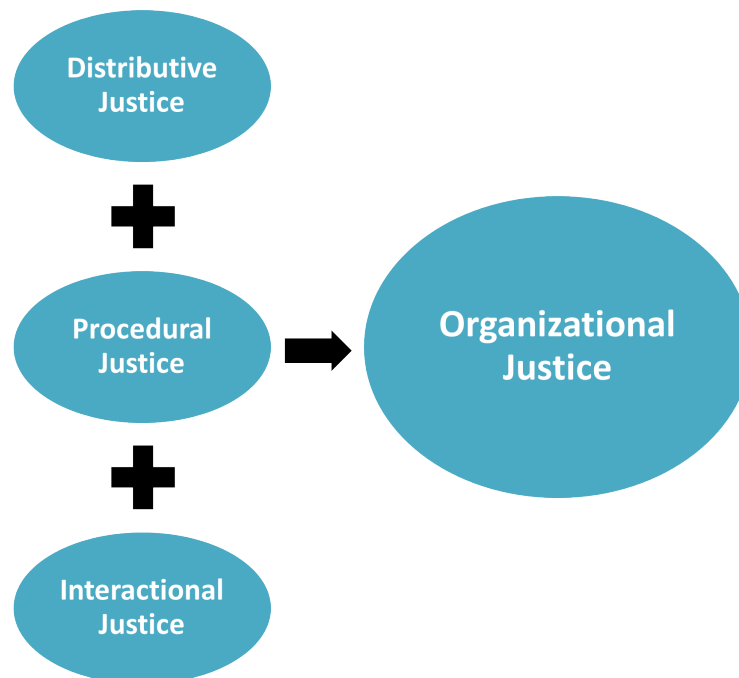 Distributive
Justice
Procedural
Justice
Organizational
Justice
Interactional
Justice